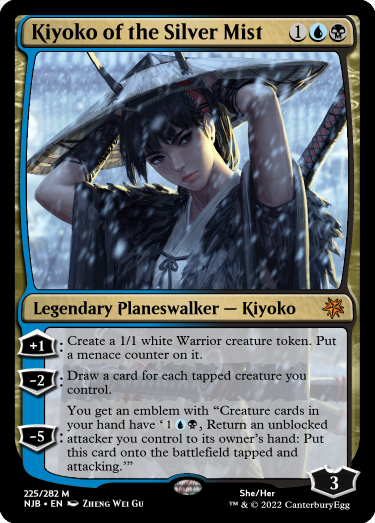 Kiyoko of the Silver Mist 1
Legendary Planeswalker — Kiyoko
+1: Create a 1/1 white Warrior creature token. Put
a menace counter on it.
-2: Draw a card for each tapped creature you
control.
You get an emblem with “Creature cards in
your hand have ‘ 1 , Return an unblocked
-5: attacker you control to its owner's hand: Put
this card onto the battlefield tapped and
attacking.’”
3
225/282 M She/Her
NJB • EN Zheng Wei Gu ™ & © 2022 CanterburyEgg